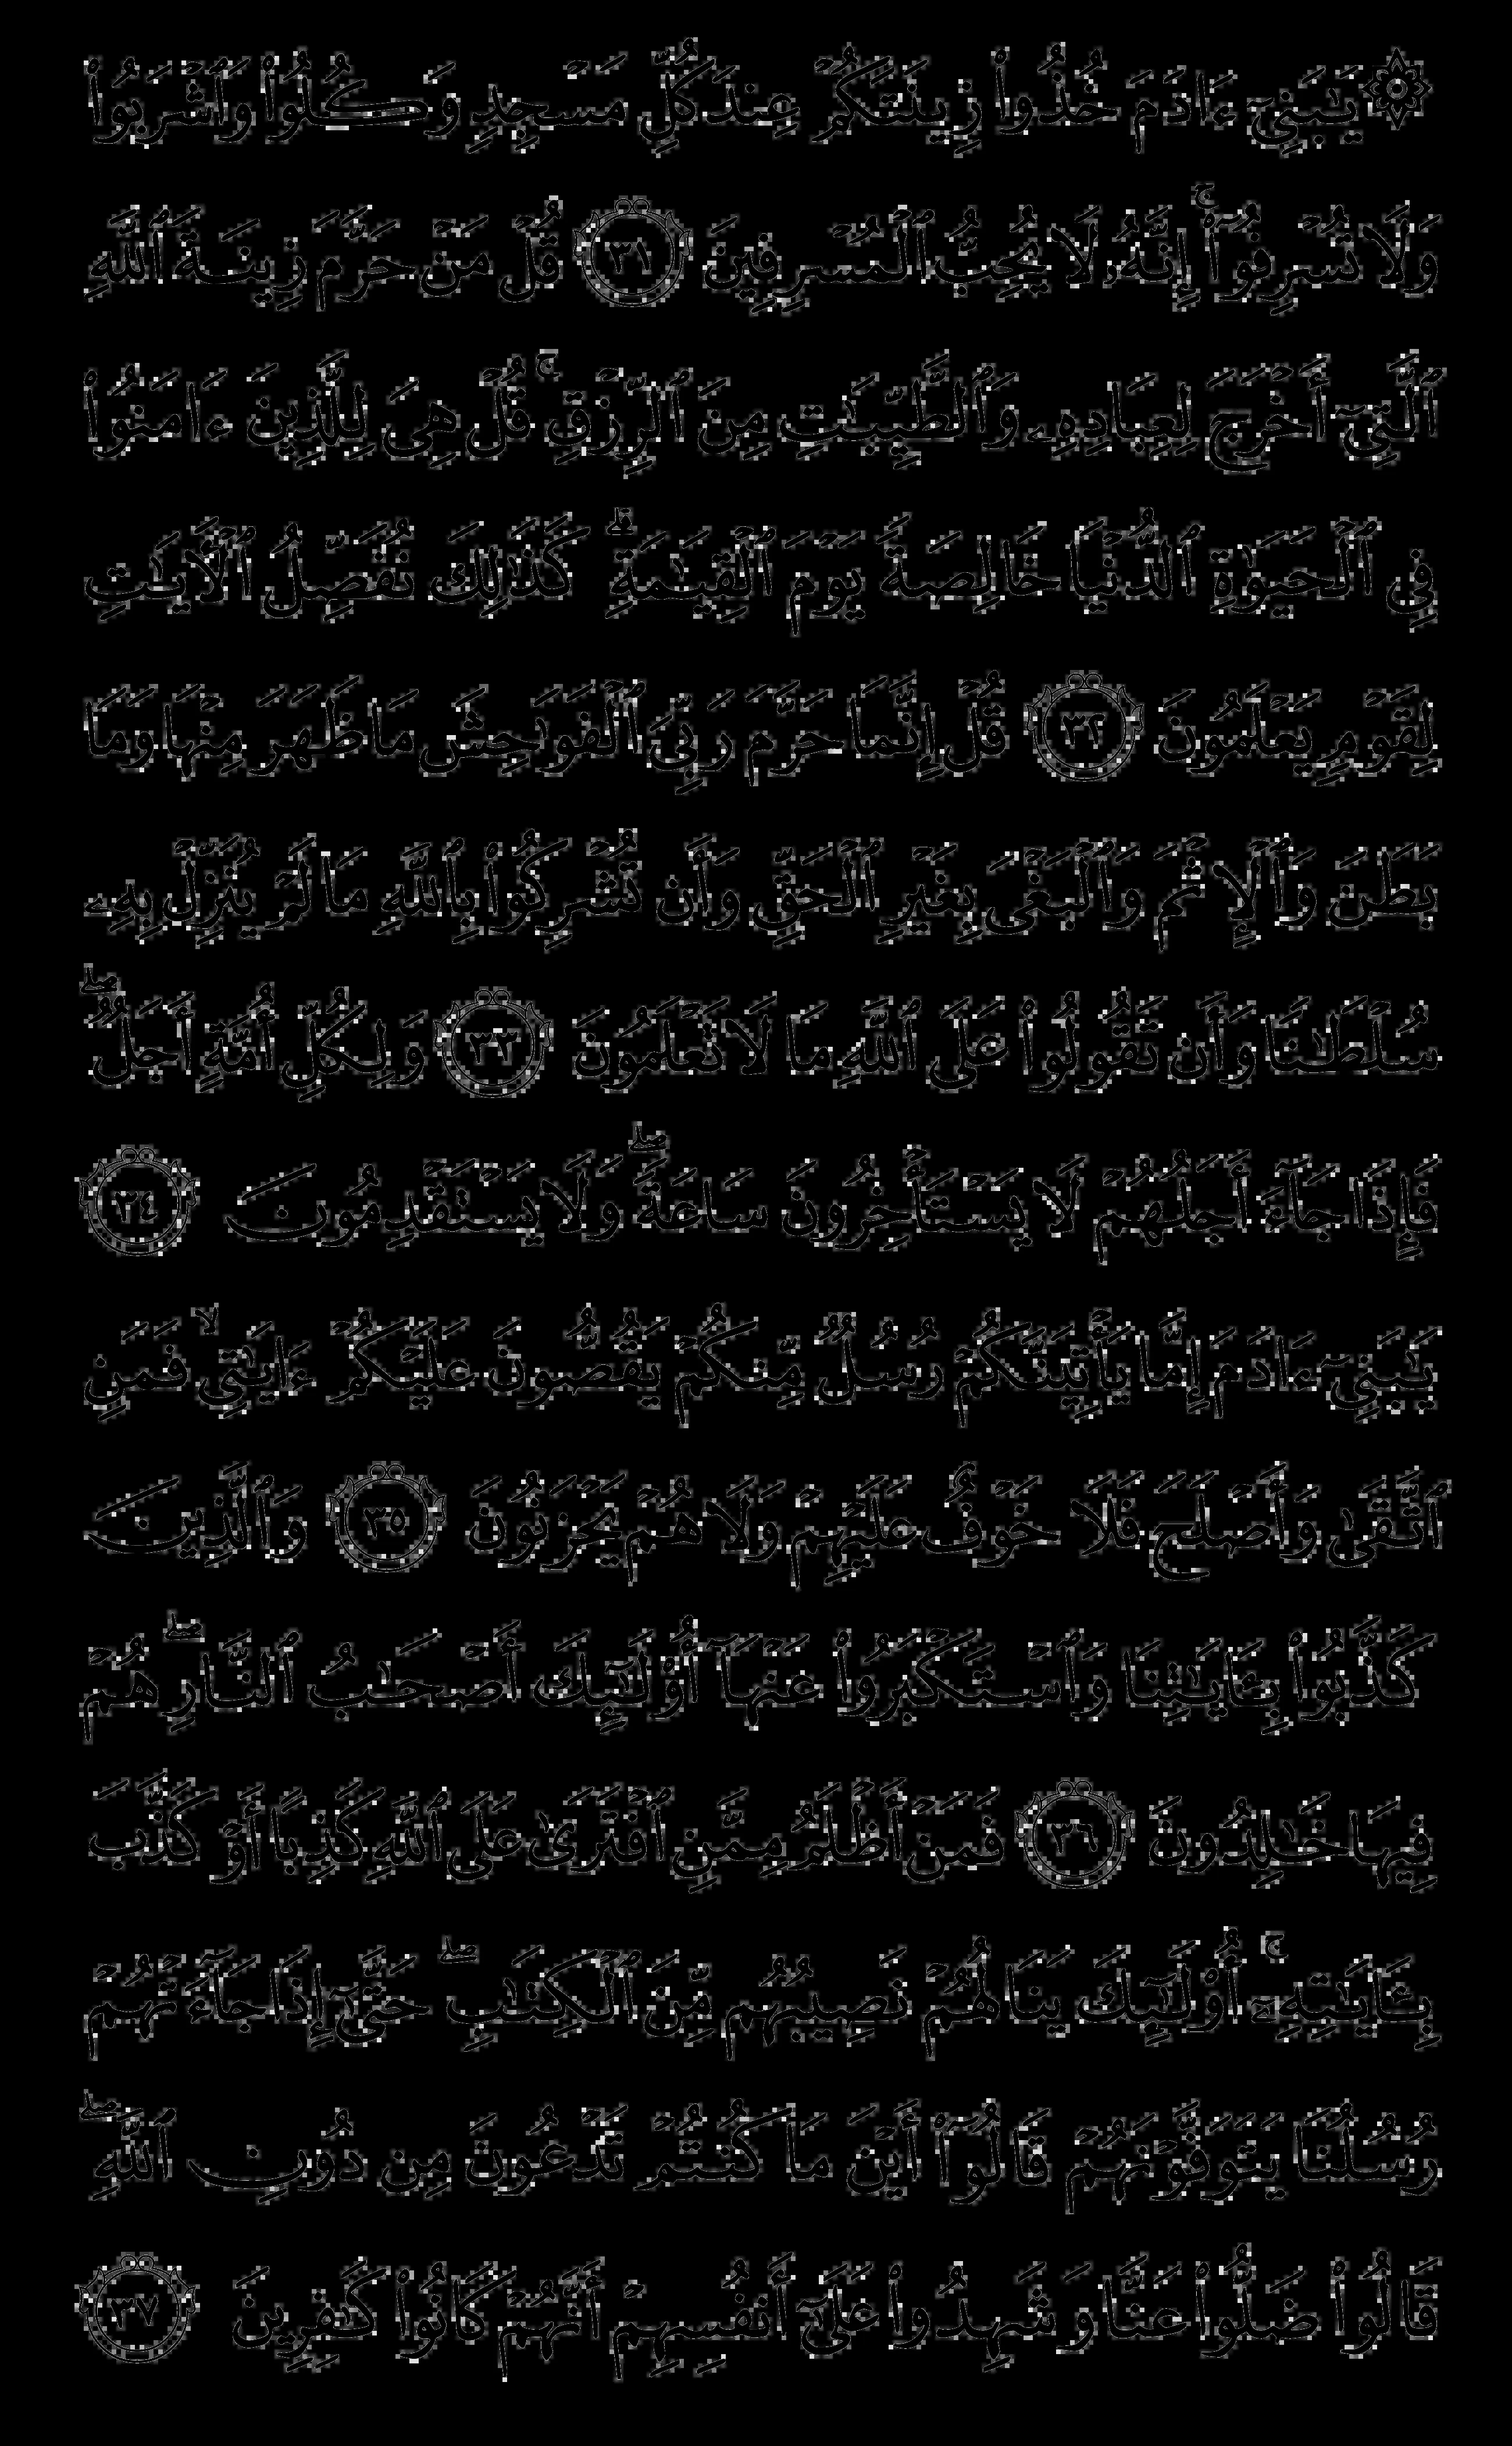 ۞ يَـٰبَنِىٓ ءَادَمَ خُذُوا۟ زِينَتَكُمْ عِندَ كُلِّ مَسْجِدٍ وَكُلُوا۟ وَٱشْرَبُوا۟
وَلَا تُسْرِفُوٓا۟ ۚ إِنَّهُۥ لَا يُحِبُّ ٱلْمُسْرِفِينَ ٣١ قُلْ مَنْ حَرَّمَ زِينَةَ ٱللَّهِ
ٱلَّتِىٓ أَخْرَجَ لِعِبَادِهِۦ وَٱلطَّيِّبَـٰتِ مِنَ ٱلرِّزْقِ ۚ قُلْ هِىَ لِلَّذِينَ ءَامَنُوا۟
فِى ٱلْحَيَوٰةِ ٱلدُّنْيَا خَالِصَةً يَوْمَ ٱلْقِيَـٰمَةِ ۗ كَذَٰلِكَ نُفَصِّلُ ٱلْـَٔايَـٰتِ
لِقَوْمٍ يَعْلَمُونَ ٣٢ قُلْ إِنَّمَا حَرَّمَ رَبِّىَ ٱلْفَوَٰحِشَ مَا ظَهَرَ مِنْهَا وَمَا
بَطَنَ وَٱلْإِثْمَ وَٱلْبَغْىَ بِغَيْرِ ٱلْحَقِّ وَأَن تُشْرِكُوا۟ بِٱللَّهِ مَا لَمْ يُنَزِّلْ بِهِۦ
سُلْطَـٰنًا وَأَن تَقُولُوا۟ عَلَى ٱللَّهِ مَا لَا تَعْلَمُونَ ٣٣ وَلِكُلِّ أُمَّةٍ أَجَلٌ ۖ
فَإِذَا جَآءَ أَجَلُهُمْ لَا يَسْتَأْخِرُونَ سَاعَةً ۖ وَلَا يَسْتَقْدِمُونَ ٣٤
يَـٰبَنِىٓ ءَادَمَ إِمَّا يَأْتِيَنَّكُمْ رُسُلٌ مِّنكُمْ يَقُصُّونَ عَلَيْكُمْ ءَايَـٰتِى ۙ فَمَنِ
ٱتَّقَىٰ وَأَصْلَحَ فَلَا خَوْفٌ عَلَيْهِمْ وَلَا هُمْ يَحْزَنُونَ ٣٥ وَٱلَّذِينَ
كَذَّبُوا۟ بِـَٔايَـٰتِنَا وَٱسْتَكْبَرُوا۟ عَنْهَآ أُو۟لَـٰٓئِكَ أَصْحَـٰبُ ٱلنَّارِ ۖ هُمْ
فِيهَا خَـٰلِدُونَ ٣٦ فَمَنْ أَظْلَمُ مِمَّنِ ٱفْتَرَىٰ عَلَى ٱللَّهِ كَذِبًا أَوْ كَذَّبَ
بِـَٔايَـٰتِهِۦٓ ۚ أُو۟لَـٰٓئِكَ يَنَالُهُمْ نَصِيبُهُم مِّنَ ٱلْكِتَـٰبِ ۖ حَتَّىٰٓ إِذَا جَآءَتْهُمْ
رُسُلُنَا يَتَوَفَّوْنَهُمْ قَالُوٓا۟ أَيْنَ مَا كُنتُمْ تَدْعُونَ مِن دُونِ ٱللَّهِ ۖ
قَالُوا۟ ضَلُّوا۟ عَنَّا وَشَهِدُوا۟ عَلَىٰٓ أَنفُسِهِمْ أَنَّهُمْ كَانُوا۟ كَـٰفِرِينَ ٣٧